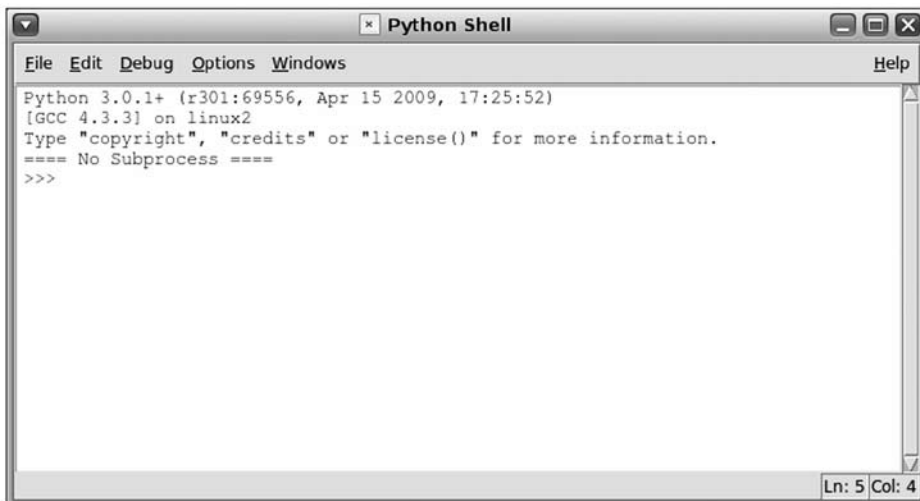 Python Shell
File Edit Debug Options Windows Help
Python 3.0.1+ (r301:69556, Apr 15 2009, 17:25:52)
[GCC 4.3.3] on linux2
Type "copyright", "credits" or "license()" for more information.
==== No Subprocess ====
>>>
Ln: 5 Col: 4